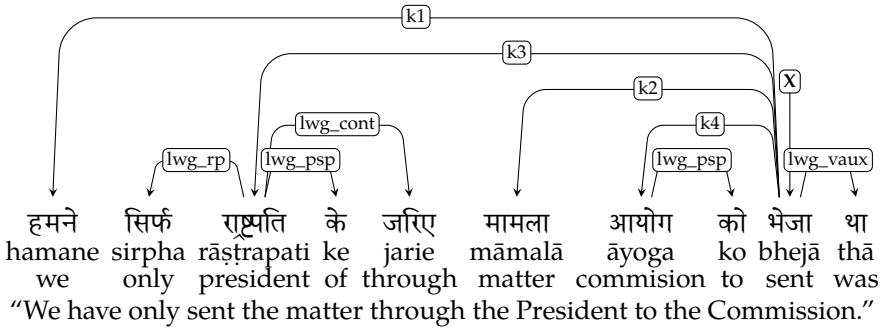 k1
k3
X
k2
lwg_cont
k4
lwg_rp lwg_psp lwg_psp lwg_vaux
हमने सिर्फ राष्ट्रपति के जरिए मामला आयोग को भेजा था
hamane sirpha rāṣṭrapati ke jarie māmalā āyoga ko bhejā thā
we only president of through matter commision to sent was
“We have only sent the matter through the President to the Commission.”